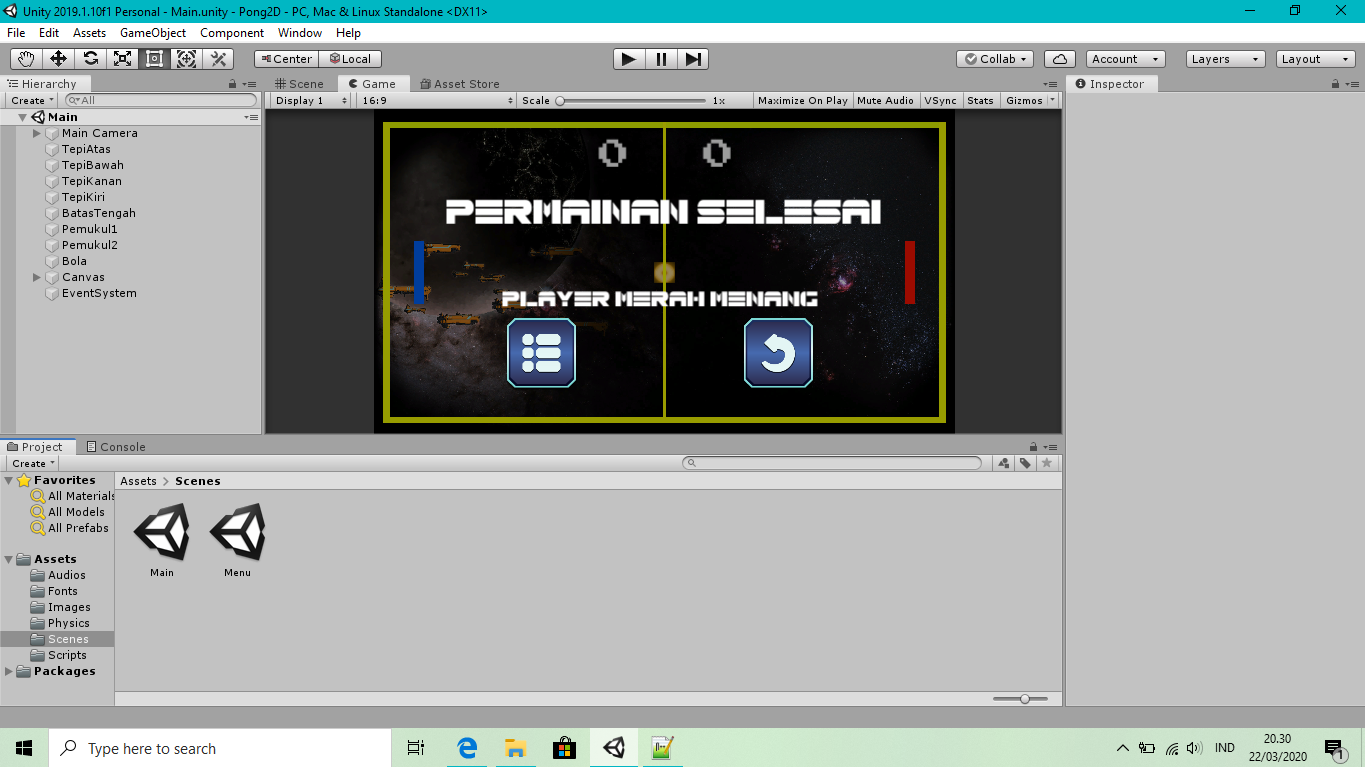 Unity 2019.1.10f1 Personal - Main.unity - Pong2D - PC, Mac & Linux Standalone <DX11>
File Edit Assets GameObject Component Window Help
Center Local Collab Account Layers Layout
Hierarchy
Create All
Main
Main Camera
TepiAtas
TepiBawah
TepiKanan
TepiKiri
BatasTengah
Pemukul1
Pemukul2
Bola
Canvas
EventSystem
Scene Game Asset Store
Display 1 16:9 Scale 1x Maximize On Play Mute Audio VSync Stats Gizmos
0 0
PERMAINAN SELESAI
PLAYER MERAH MENANG
Inspector
Project Console
Create
Favorites
All Materials
All Models
All Prefabs
Assets
Audios
Fonts
Images
Physics
Scenes
Scripts
Packages
Assets > Scenes
Main Menu
Type here to search
IND
20.30
22/03/2020
1